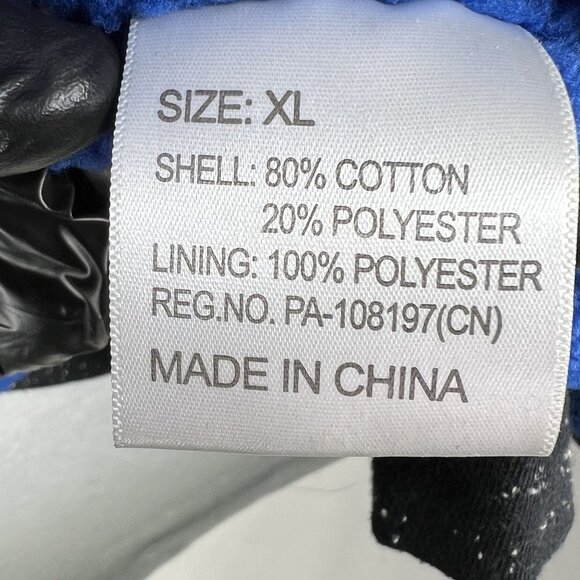 SIZE: XL
SHELL: 80% COTTON
20% POLYESTER
LINING: 100% POLYESTER
REG.NO. PA-108197(CN)
MADE IN CHINA